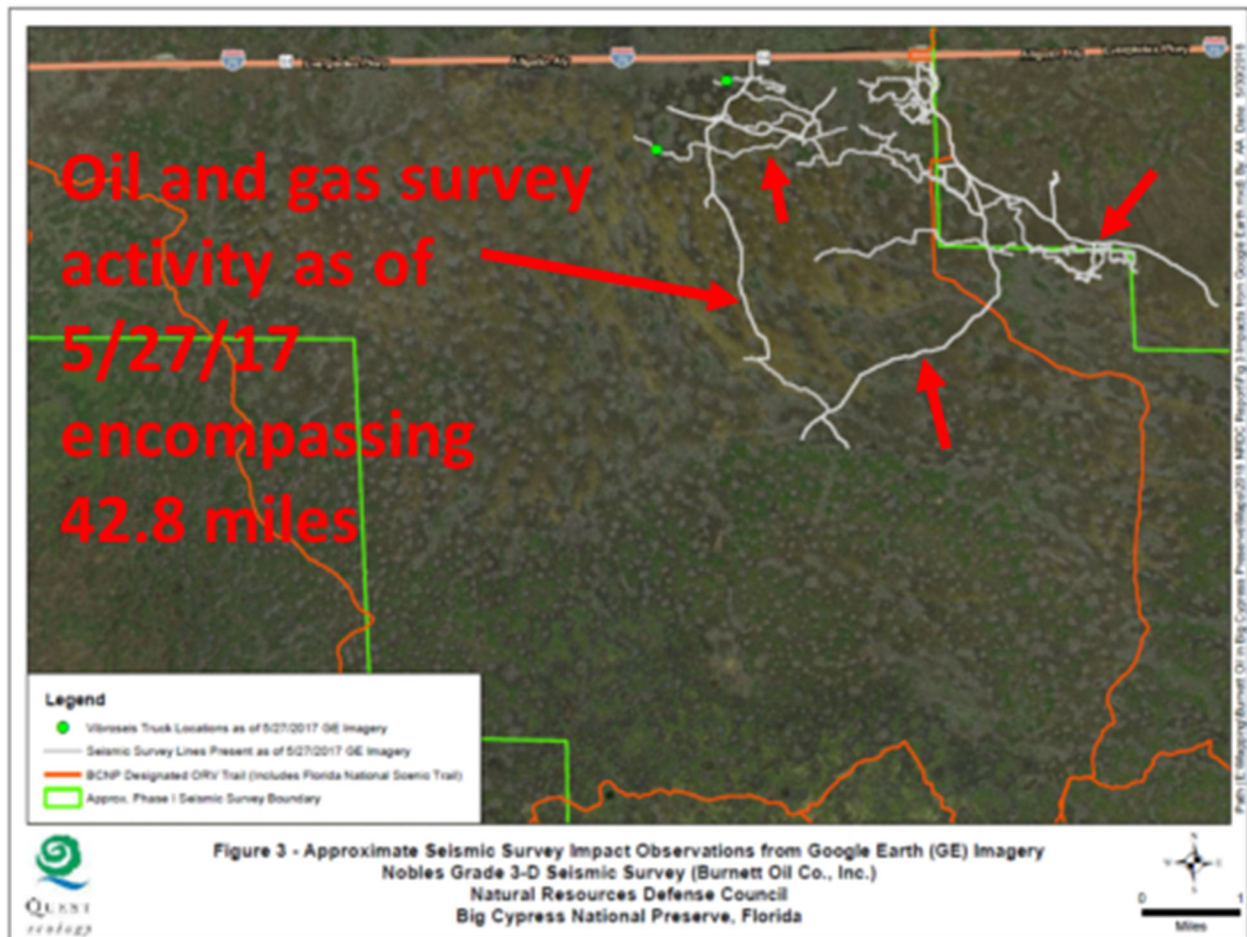 Oil and gas survey
activity as of
5/27/17
encompassing
42.8 miles
Legend
Vibroseis Truck Locations as of 5/27/2017 GE Imagery
Seismic Survey Lines Present as of 5/27/2017 GE Imagery
BCNP Designated ORV Trail (Includes Florida National Scenic Trail)
Approx. Phase I Seismic Survey Boundary
Figure 3 - Approximate Seismic Survey Impact Observations from Google Earth (GE) Imagery
Nobles Grade 3-D Seismic Survey (Burnett Oil Co., Inc.)
Natural Resources Defense Council
Big Cypress National Preserve, Florida
QUEST
ecology
0 1
Miles